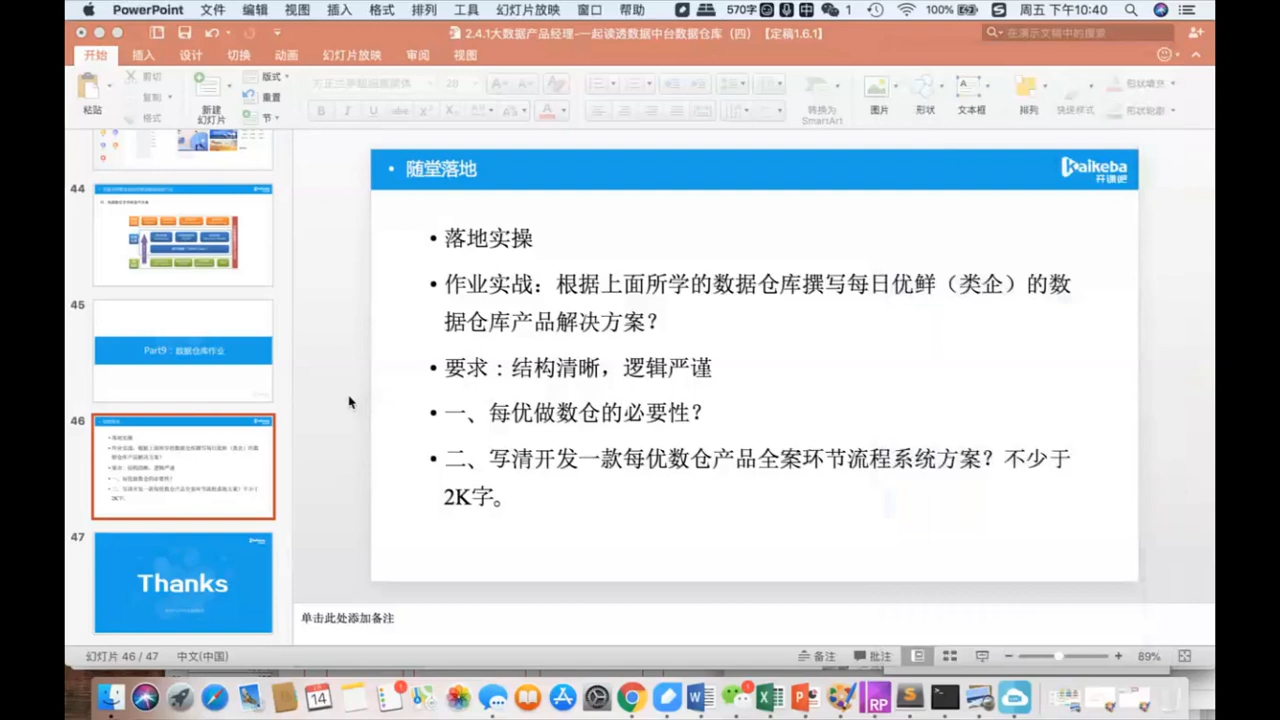 PowerPoint 文件 编辑 视图 插入 格式 排列 工具 幻灯片放映 窗口 帮助 570字 1 100% 周五 下午10:40
2.4.1大数据产品经理-一起读透数据中台数据仓库（四）【定稿1.6.1】 在演示文稿中搜索
开始 插入 设计 切换 动画 幻灯片放映 审阅 视图
粘贴 剪切 复制 格式 新建幻灯片 版式 重置 节 28 转换为 SmartArt 图片 形状 文本框 排列 快速样式 形状填充 形状轮廓
• 随堂落地
Kaikeba
开课吧
• 落地实操
• 作业实战：根据上面所学的数据仓库撰写每日优鲜（类企）的数
据仓库产品解决方案？
• 要求：结构清晰，逻辑严谨
• 一、每优做数仓的必要性？
• 二、写清开发一款每优数仓产品全案环节流程系统方案？不少于
2K字。
44
45
Part9：数据仓库作业
46
47
Thanks
单击此处添加备注
幻灯片 46 / 47 中文(中国) 备注 批注 89%
14
RP